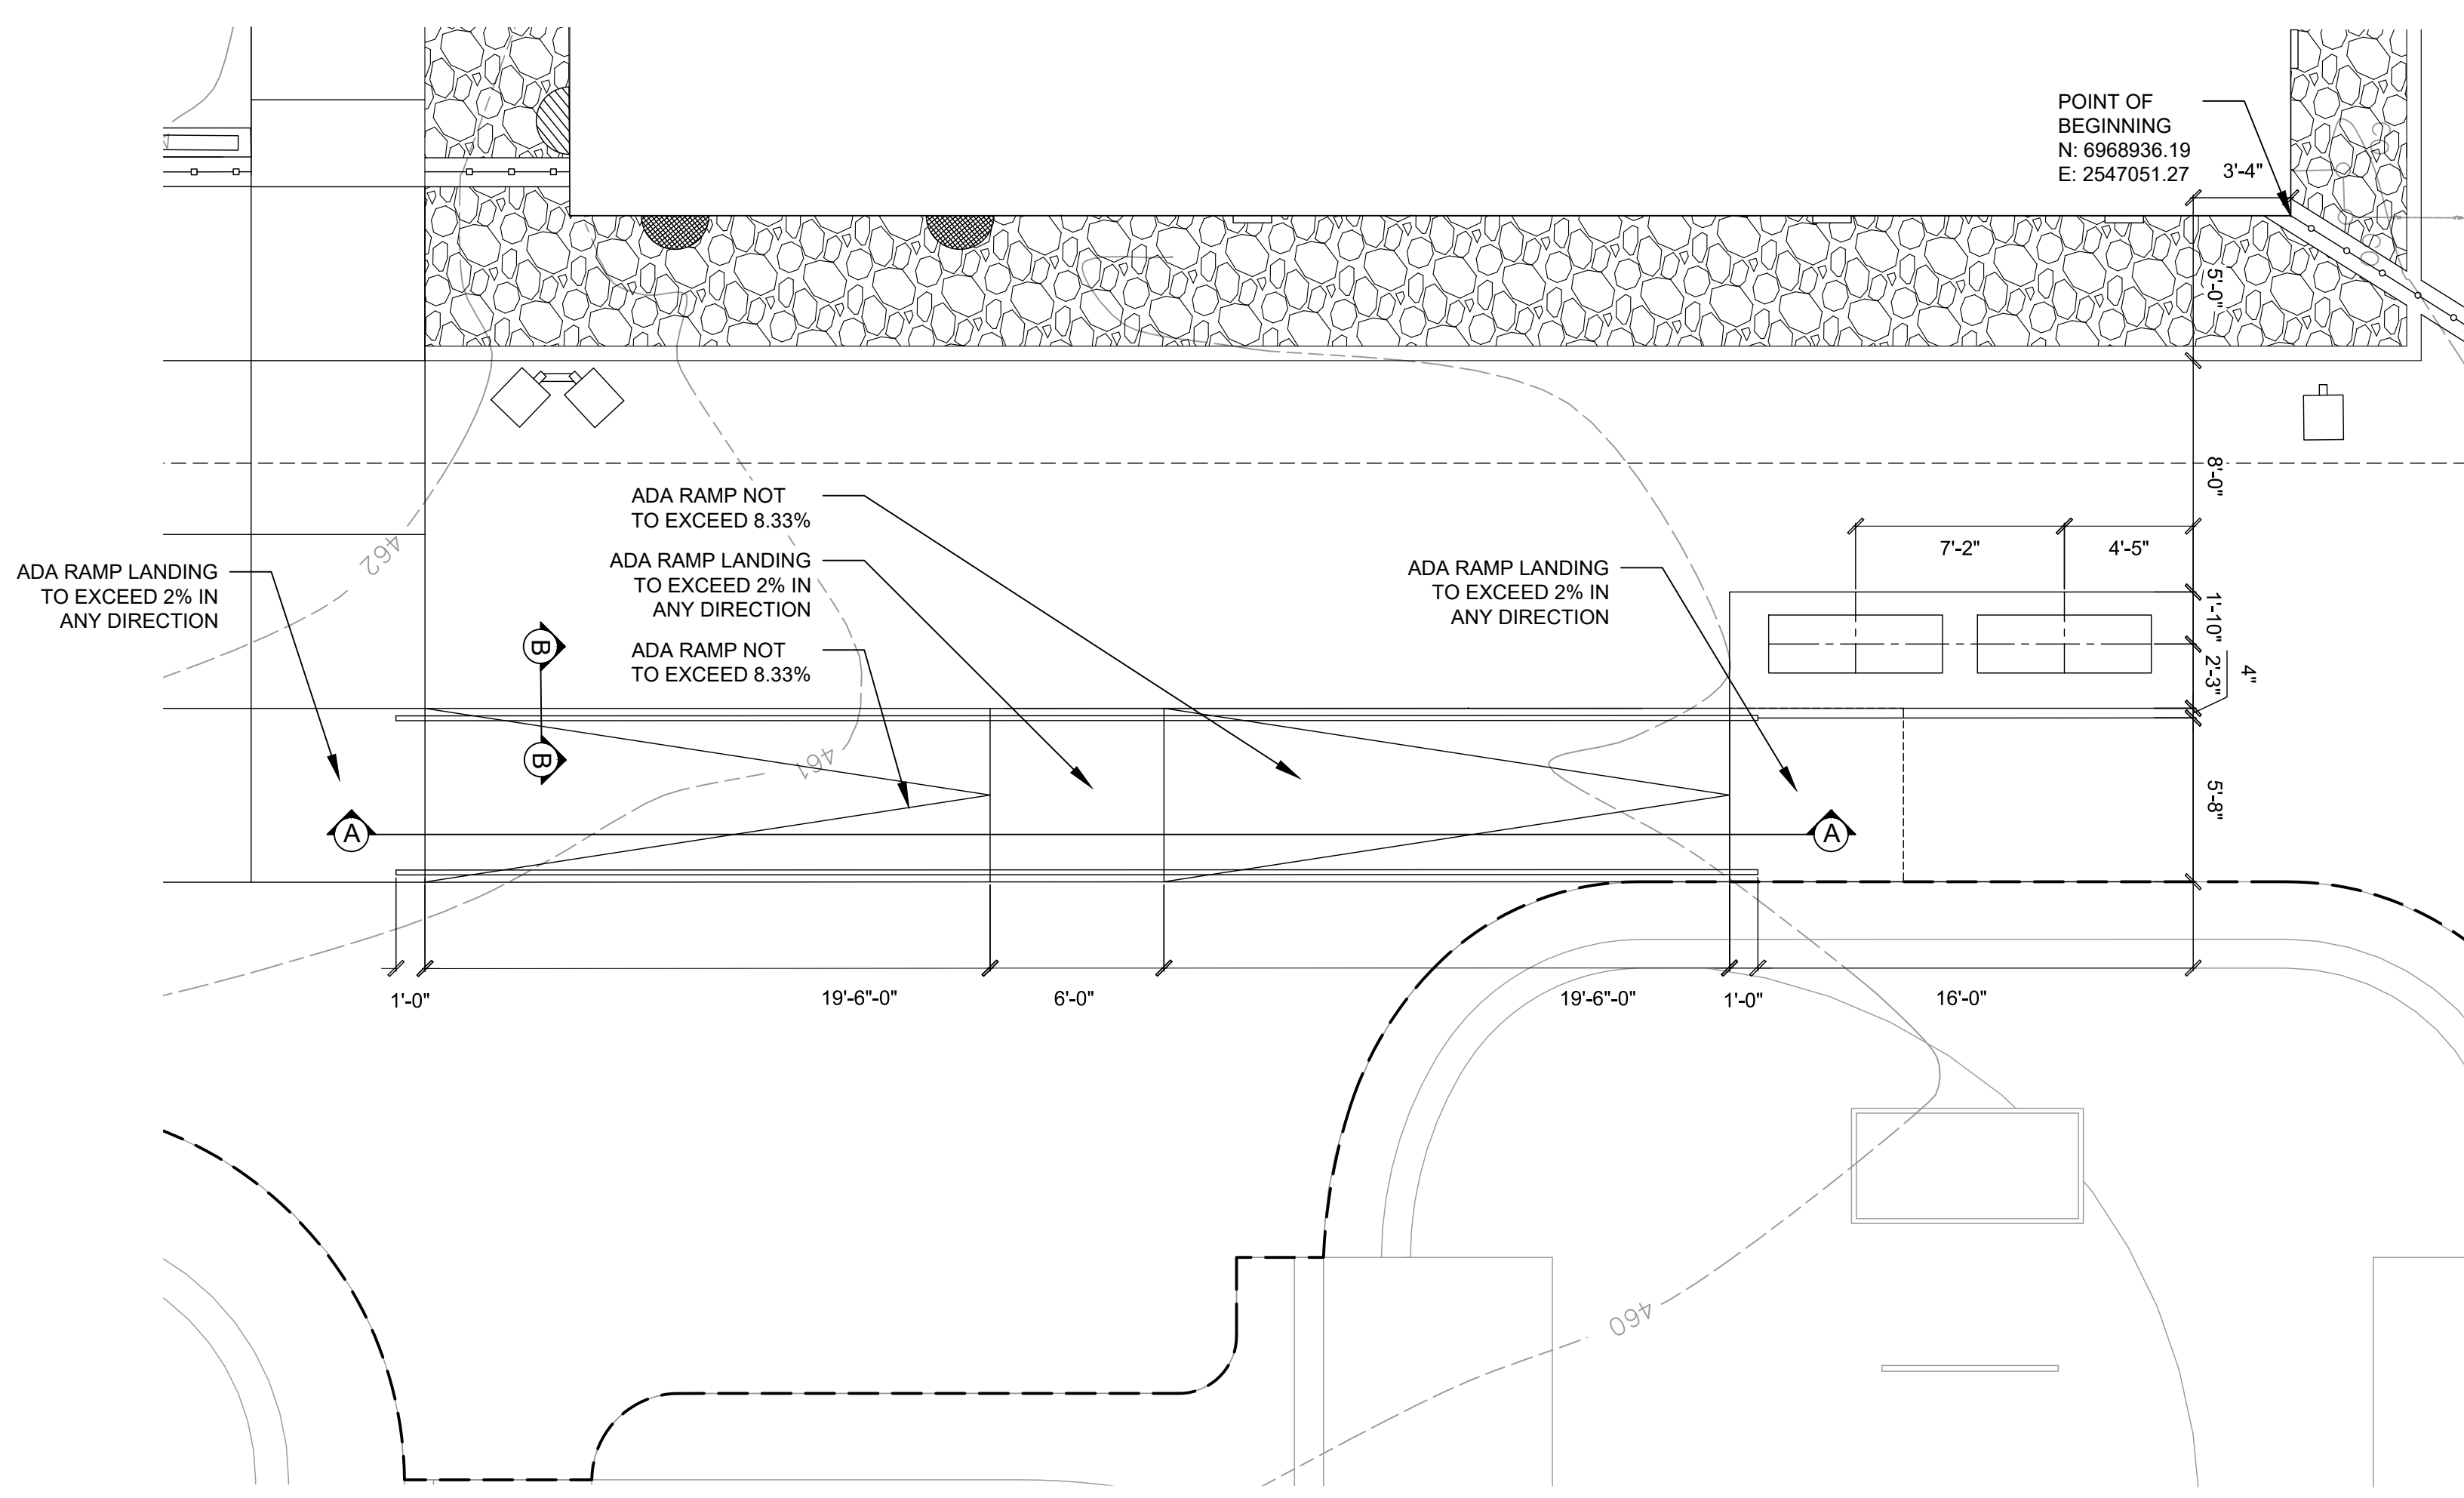 POINT OF
BEGINNING
N: 6968936.19
E: 2547051.27
3'-4"
5'-0"
8'-0"
ADA RAMP NOT
TO EXCEED 8.33%
462
7'-2"
4'-5"
ADA RAMP LANDING
TO EXCEED 2% IN
ANY DIRECTION
ADA RAMP LANDING
TO EXCEED 2% IN
ANY DIRECTION
ADA RAMP LANDING
TO EXCEED 2% IN
ANY DIRECTION
1'-10"
B
ADA RAMP NOT
TO EXCEED 8.33%
2'-3"
4"
B
461
5'-8"
A
A
1'-0"
19'-6"-0"
6'-0"
19'-6"-0"
1'-0"
16'-0"
460